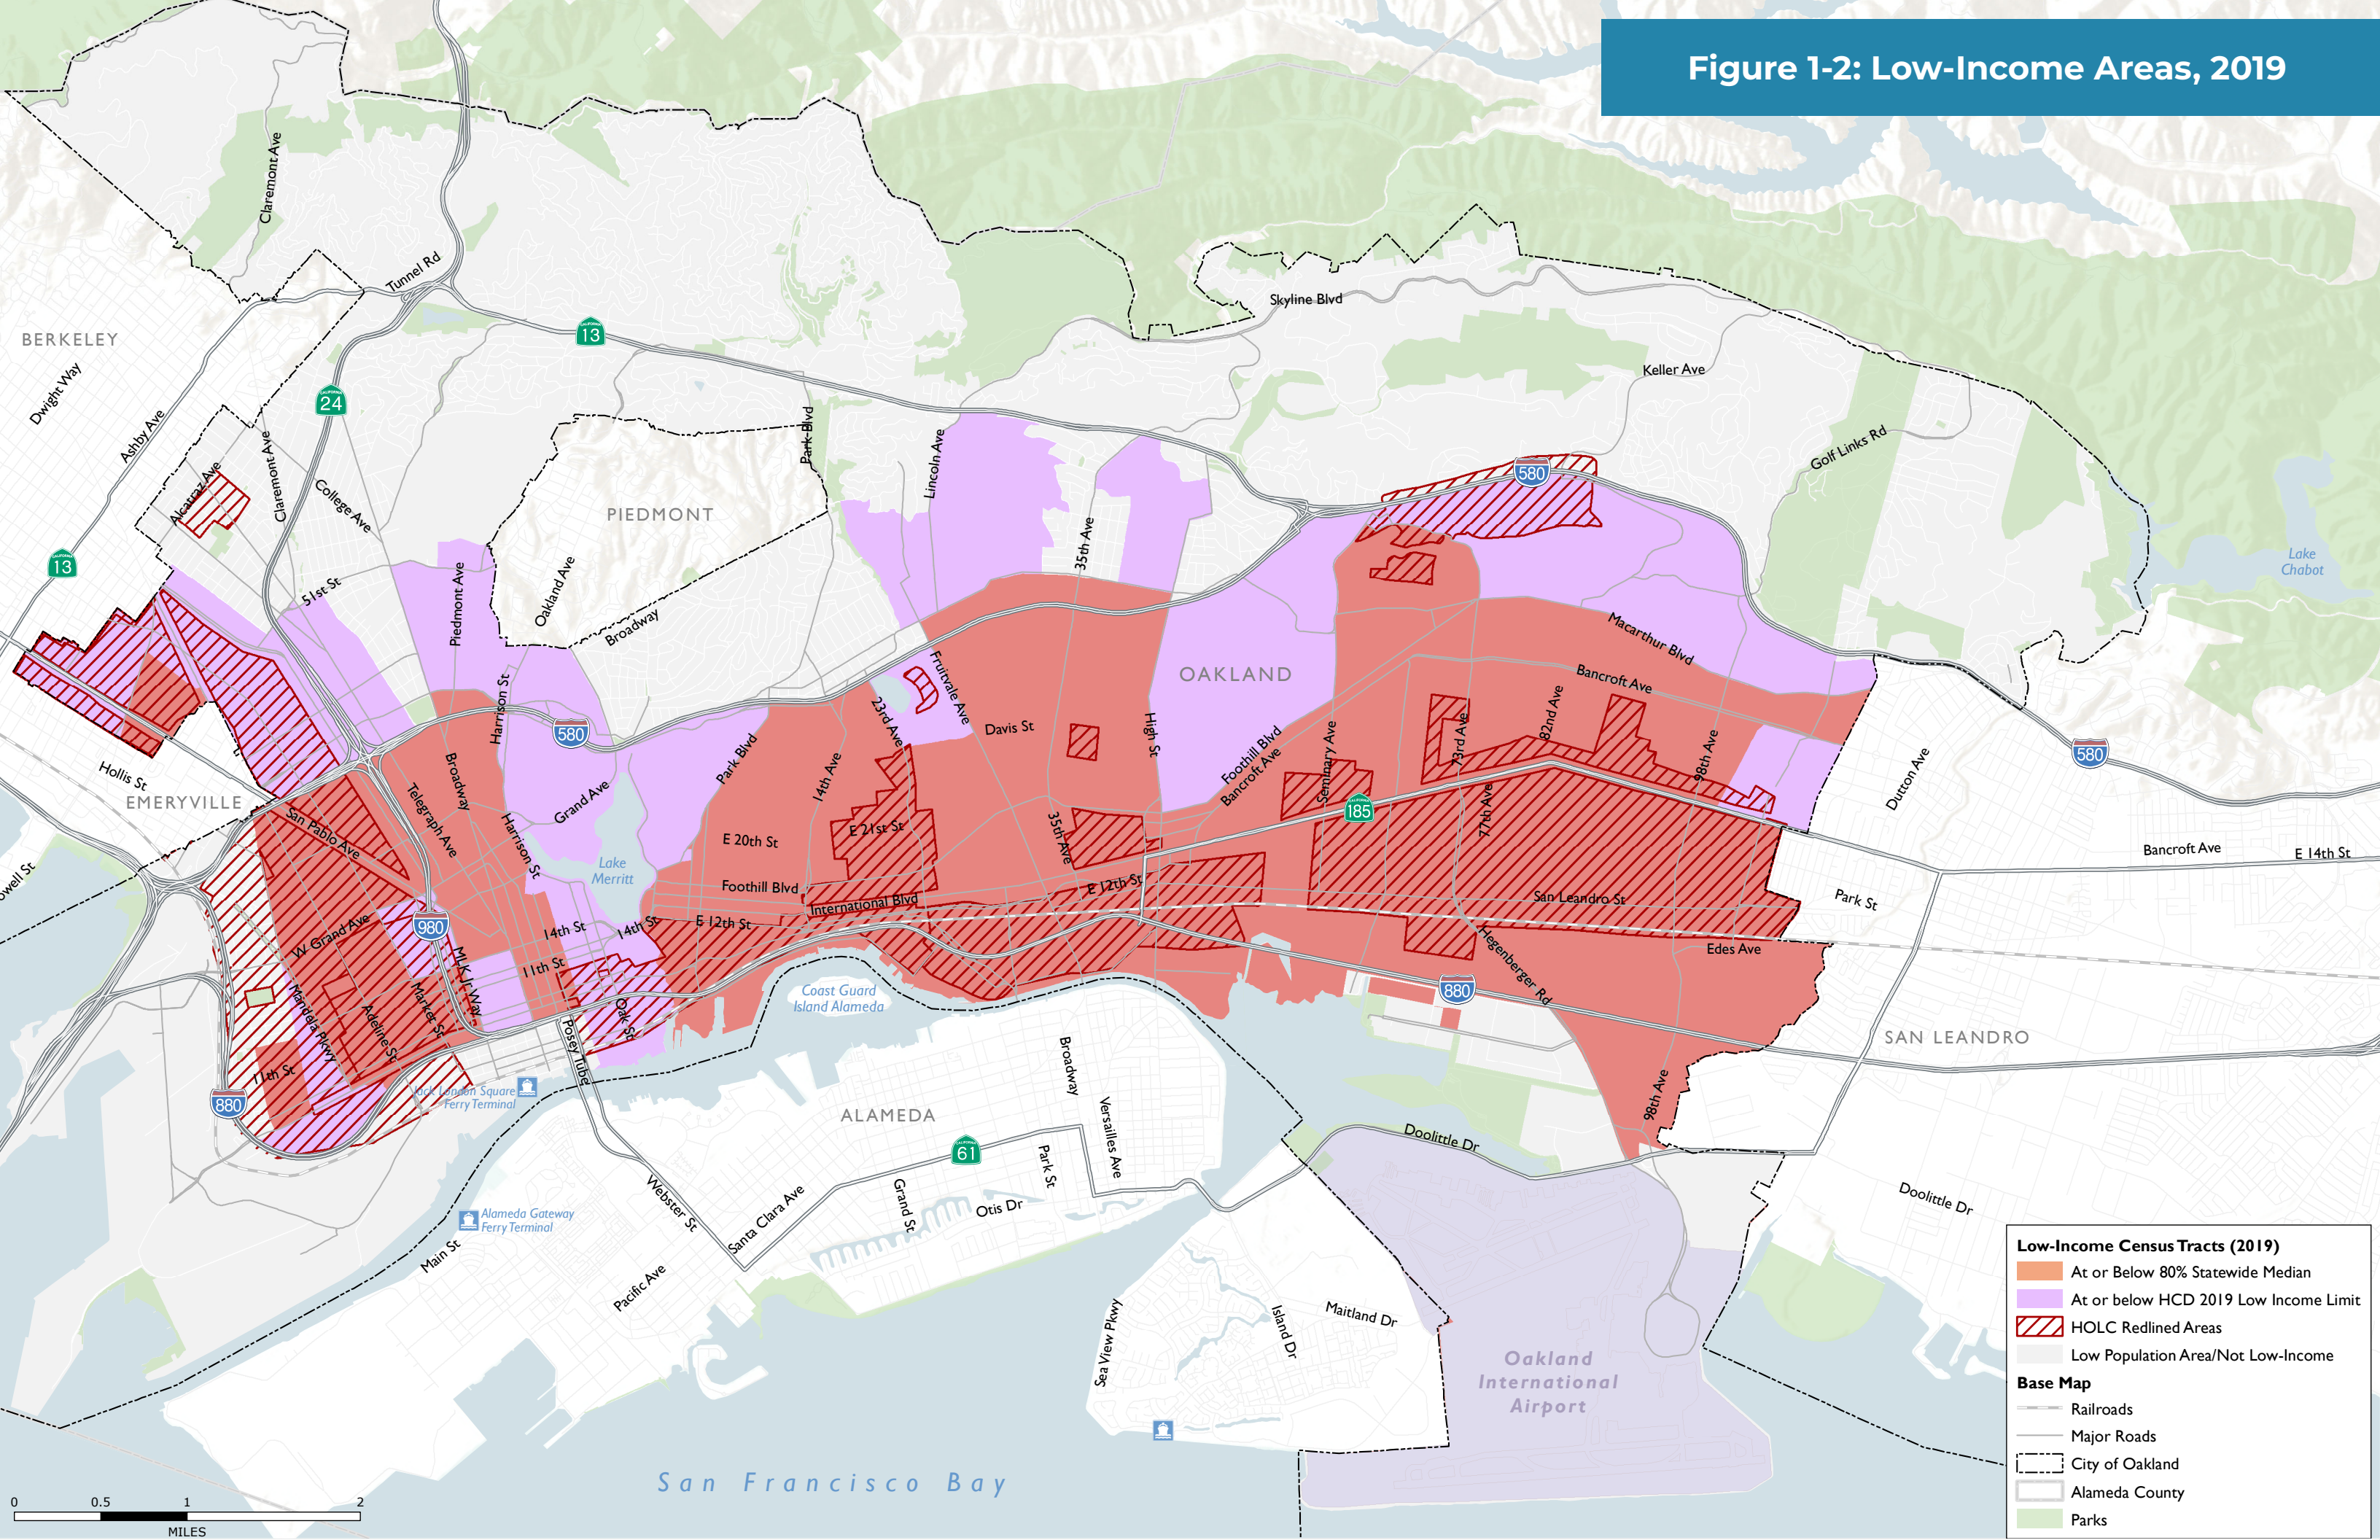 Figure 1-2: Low-Income Areas, 2019
Claremont Ave
Tunnel Rd
Skyline Blvd
BERKELEY
13
Dwight Way
24
Keller Ave
Ashby Ave
Claremont Ave
Park Blvd
Lincoln Ave
Golf Links Rd
Alcatraz Ave
College Ave
PIEDMONT
580
35th Ave
13
Lake
Chabot
51st St
Piedmont Ave
Oakland Ave
Broadway
Macarthur Blvd
OAKLAND
Bancroft Ave
Fruitvale Ave
Harrison St
580
23rd Ave
Davis St
High St
82nd Ave
73rd Ave
98th Ave
580
Hollis St
EMERYVILLE
Broadway
Park Blvd
14th Ave
Foothill Blvd
Bancroft Ave
Seminary Ave
Dutton Ave
Telegraph Ave
Grand Ave
185
77th Ave
San Pablo Ave
Harrison St
E 20th St
E 21st St
35th Ave
Bancroft Ave
E 14th St
owell St
Lake
Merritt
Foothill Blvd
E 12th St
International Blvd
San Leandro St
Park St
980
W Grand Ave
14th St
14th St
E 12th St
Edes Ave
MLK Jr Way
11th St
Hegenberger Rd
Mandela Pkwy
Market St
Adeline St
Oak St
Coast Guard
Island Alameda
880
SAN LEANDRO
Posey Tube
11th St
880
Jack London Square
Ferry Terminal
Broadway
98th Ave
ALAMEDA
Versailles Ave
61
Doolittle Dr
Park St
Webster St
Santa Clara Ave
Grand St
Otis Dr
Doolittle Dr
Alameda Gateway
Ferry Terminal
Main St
Pacific Ave
Sea View Pkwy
Island Dr
Maitland Dr
Oakland
International
Airport
San Francisco Bay
0 0.5 1 2
MILES
Low-Income Census Tracts (2019)
At or Below 80% Statewide Median
At or below HCD 2019 Low Income Limit
HOLC Redlined Areas
Low Population Area/Not Low-Income
Base Map
Railroads
Major Roads
City of Oakland
Alameda County
Parks